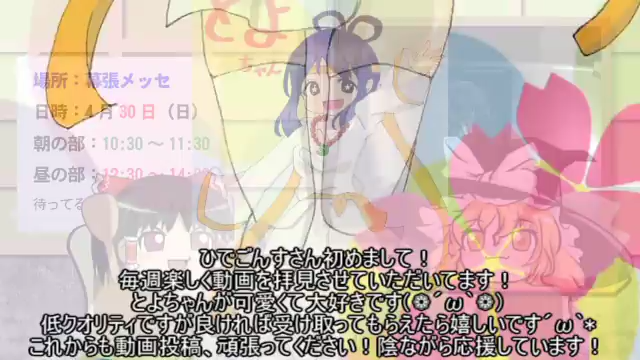 とよ
ちゃん
場所：幕張メッセ
日時：4月30日（日）
朝の部：10:30～11:30
昼の部：12:30～14:
待ってる
ひでごんすさん初めまして！
毎週楽しく動画を拝見させていただいてます！
とよちゃんが可愛くて大好きです(❁´ω`❁)
低クオリティですが良ければ受け取ってもらえたら嬉しいです´ω`*
これからも動画投稿、頑張ってください！陰ながら応援しています！